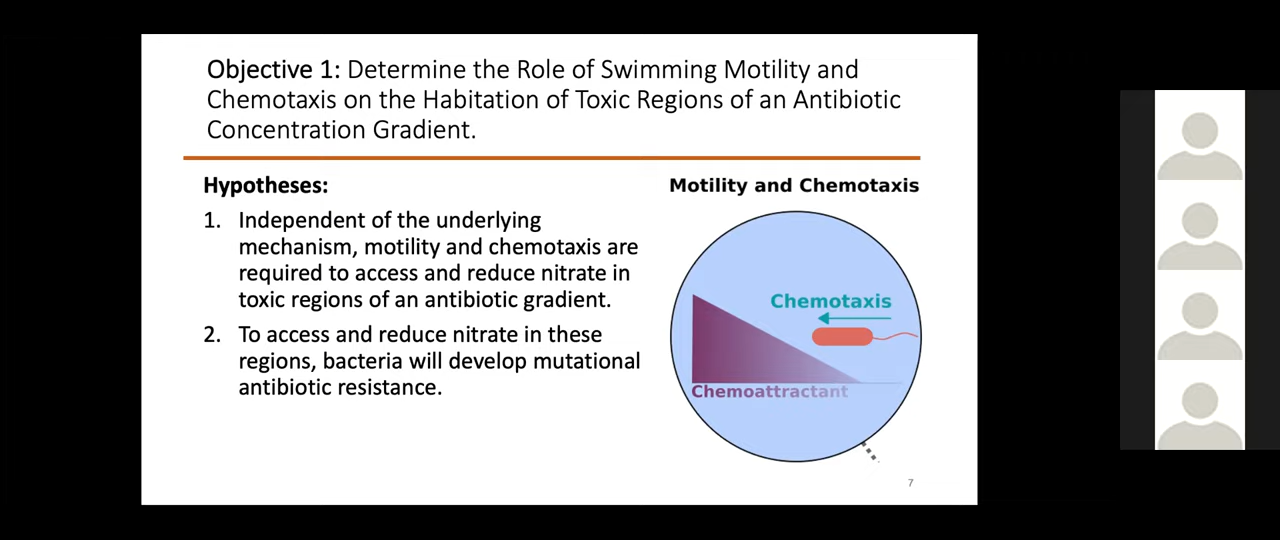 Objective 1: Determine the Role of Swimming Motility and
Chemotaxis on the Habitation of Toxic Regions of an Antibiotic
Concentration Gradient.
Hypotheses:
1. Independent of the underlying
mechanism, motility and chemotaxis are
required to access and reduce nitrate in
toxic regions of an antibiotic gradient.
2. To access and reduce nitrate in these
regions, bacteria will develop mutational
antibiotic resistance.
Motility and Chemotaxis
Chemotaxis
Chemoattractant
7